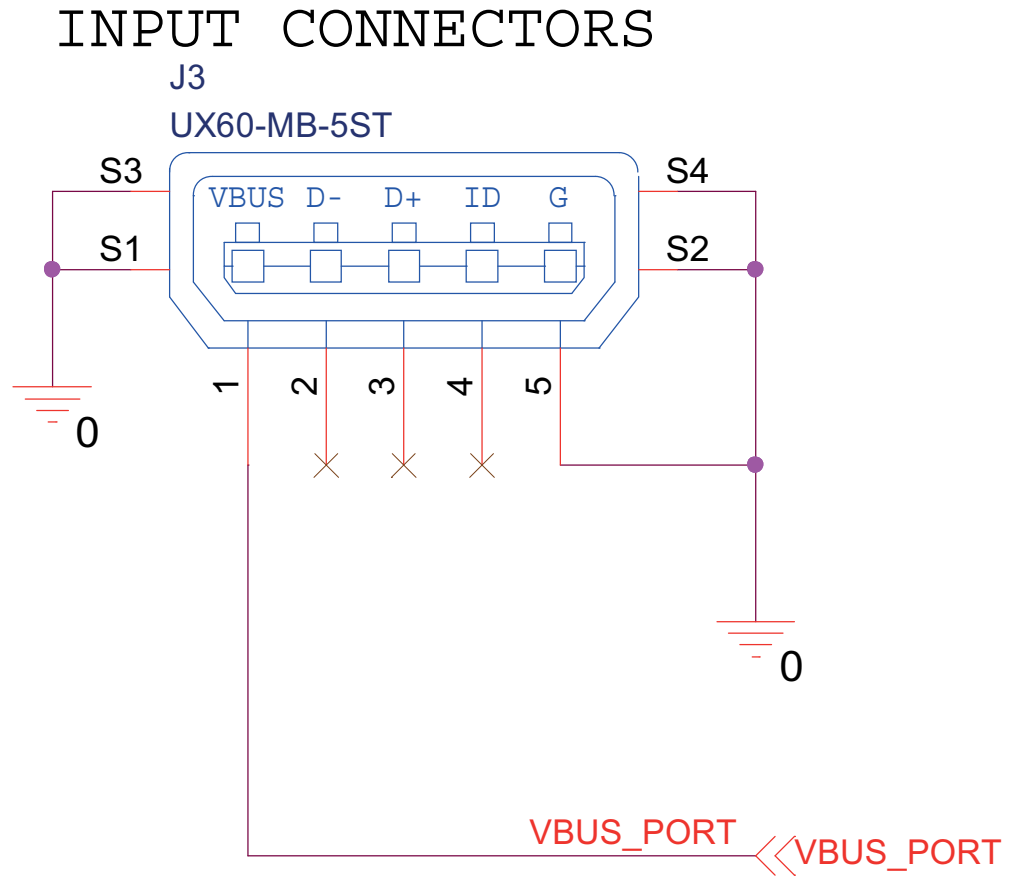 INPUT CONNECTORS
J3
UX60-MB-5ST
S3 S4
VBUS D- D+ ID G
S1 S2
1 2 3 4 5
0
0
VBUS_PORT
VBUS_PORT